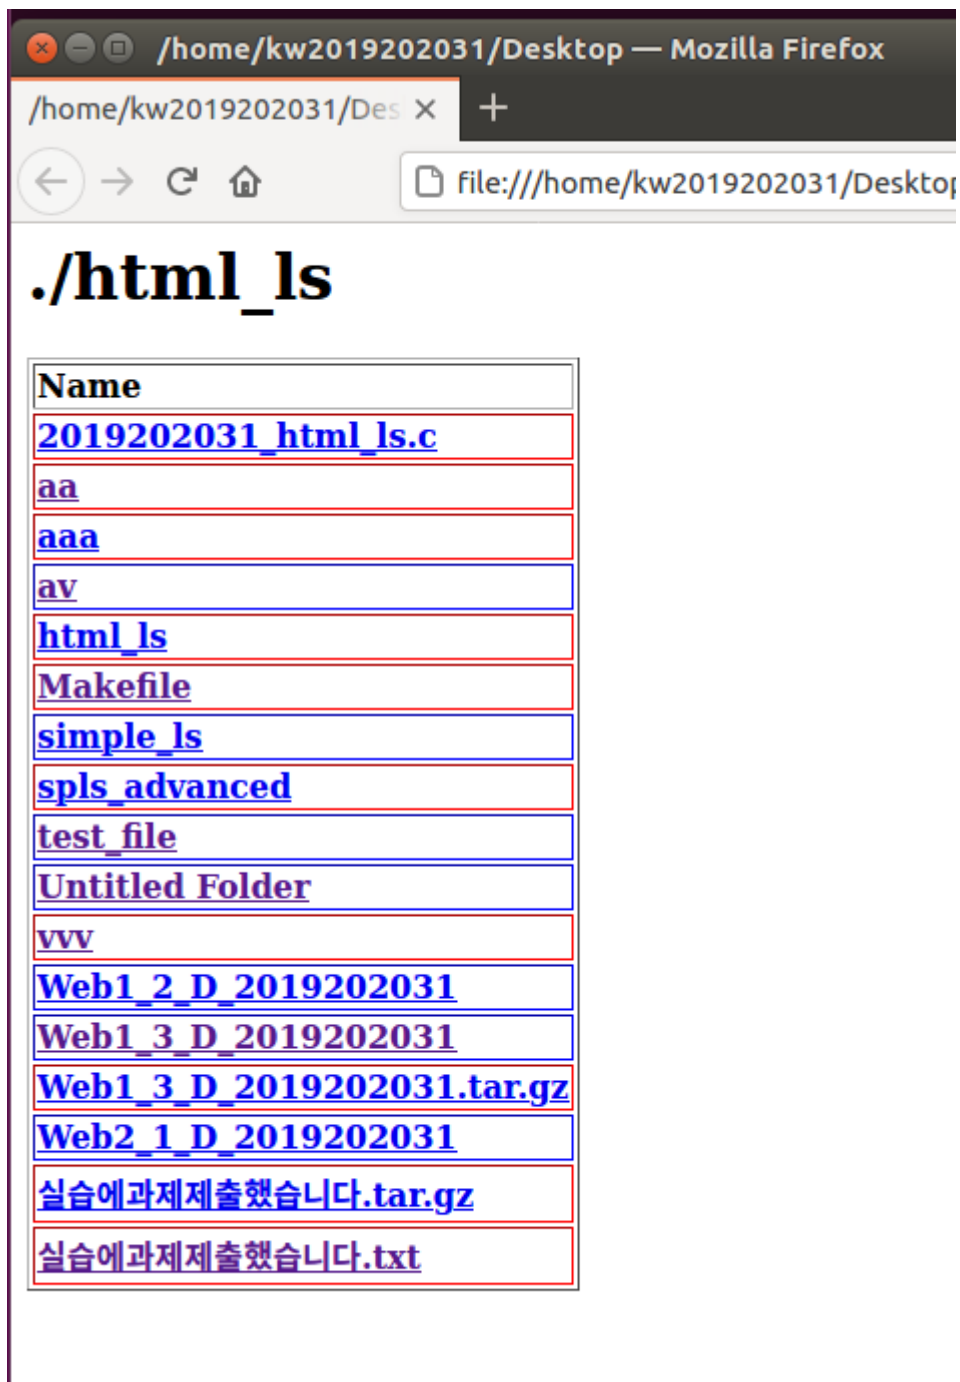 /home/kw2019202031/Desktop — Mozilla Firefox
/home/kw2019202031/Des
file:///home/kw2019202031/Desktop
./html_ls
Name
2019202031_html_ls.c
aa
aaa
av
html_ls
Makefile
simple_ls
spls_advanced
test_file
Untitled Folder
vvv
Web1_2_D_2019202031
Web1_3_D_2019202031
Web1_3_D_2019202031.tar.gz
Web2_1_D_2019202031
실습에과제제출했습니다.tar.gz
실습에과제제출했습니다.txt